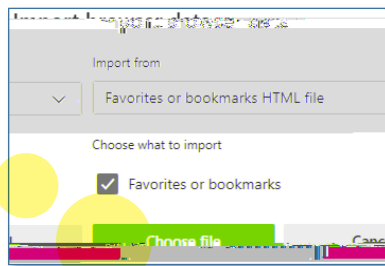 Import from
Favorites or bookmarks HTML file
Choose what to import
Favorites or bookmarks
Choose file